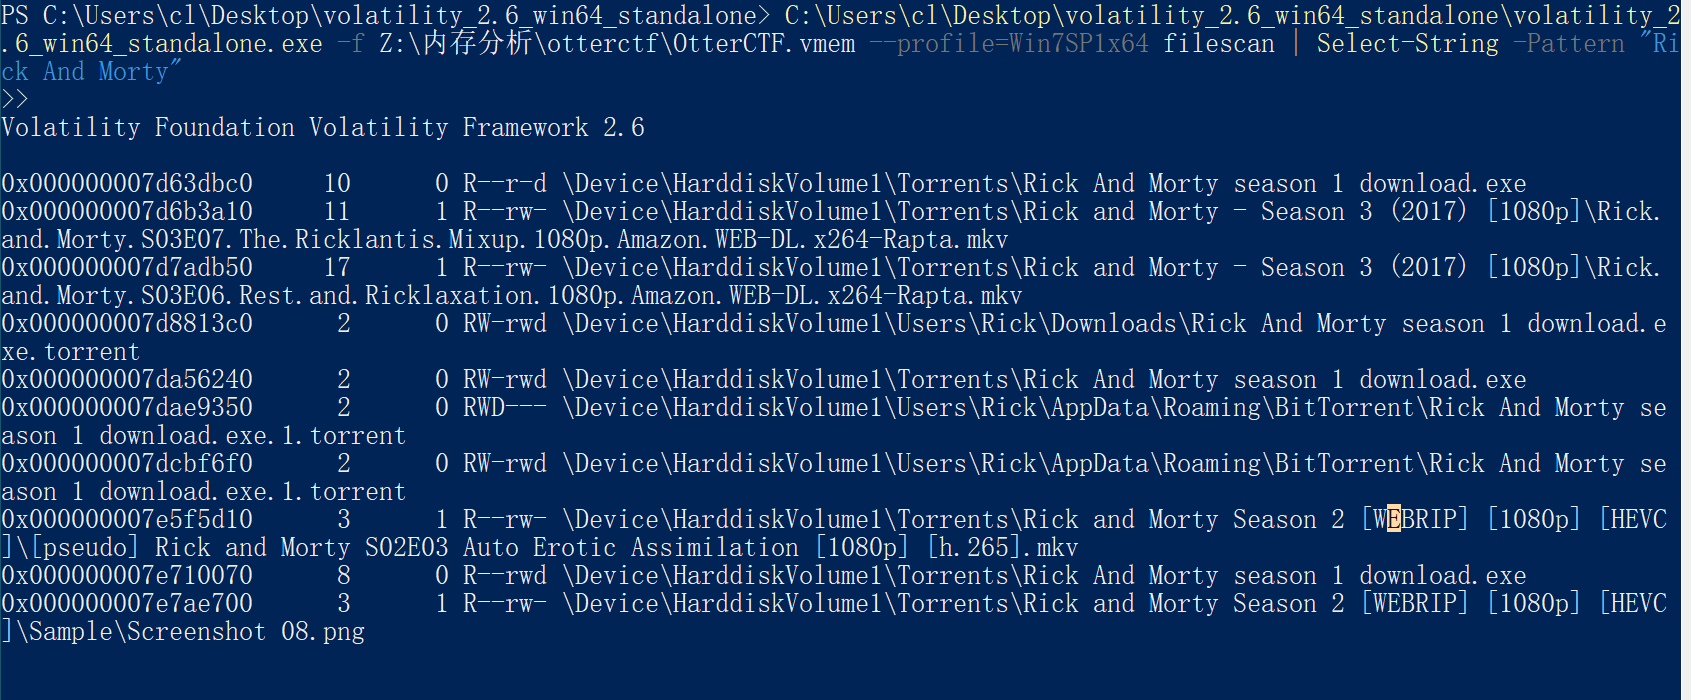 PS C:\Users\cl\Desktop\volatility_2.6_win64_standalone> C:\Users\cl\Desktop\volatility_2.6_win64_standalone\volatility_2
.6_win64_standalone.exe -f Z:\内存分析\otterctf\OtterCTF.vmem --profile=Win7SP1x64 filescan | Select-String -Pattern "Ri
ck And Morty"
>>
Volatility Foundation Volatility Framework 2.6
0x000000007d63dbc0     10      0 R--r-d \Device\HarddiskVolume1\Torrents\Rick And Morty season 1 download.exe
0x000000007d6b3a10     11      1 R--rw- \Device\HarddiskVolume1\Torrents\Rick and Morty - Season 3 (2017) [1080p]\Rick.
and.Morty.S03E07.The.Ricklantis.Mixup.1080p.Amazon.WEB-DL.x264-Rapta.mkv
0x000000007d7adb50     17      1 R--rw- \Device\HarddiskVolume1\Torrents\Rick and Morty - Season 3 (2017) [1080p]\Rick.
and.Morty.S03E06.Rest.and.Ricklaxation.1080p.Amazon.WEB-DL.x264-Rapta.mkv
0x000000007d8813c0      2      0 RW-rwd \Device\HarddiskVolume1\Users\Rick\Downloads\Rick And Morty season 1 download.e
xe.torrent
0x000000007da56240      2      0 RW-rwd \Device\HarddiskVolume1\Torrents\Rick And Morty season 1 download.exe
0x000000007dae9350      2      0 RWD--- \Device\HarddiskVolume1\Users\Rick\AppData\Roaming\BitTorrent\Rick And Morty se
ason 1 download.exe.1.torrent
0x000000007dcbf6f0      2      0 RW-rwd \Device\HarddiskVolume1\Users\Rick\AppData\Roaming\BitTorrent\Rick And Morty se
ason 1 download.exe.1.torrent
0x000000007e5f5d10      3      1 R--rw- \Device\HarddiskVolume1\Torrents\Rick and Morty Season 2 [WEBRIP] [1080p] [HEVC
]\[pseudo] Rick and Morty S02E03 Auto Erotic Assimilation [1080p] [h.265].mkv
0x000000007e710070      8      0 R--rwd \Device\HarddiskVolume1\Torrents\Rick And Morty season 1 download.exe
0x000000007e7ae700      3      1 R--rw- \Device\HarddiskVolume1\Torrents\Rick and Morty Season 2 [WEBRIP] [1080p] [HEVC
]\Sample\Screenshot 08.png